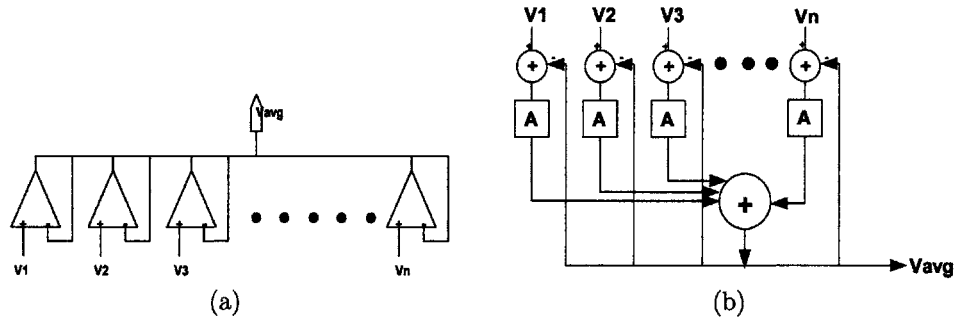 Vavg
V1 V2 V3 Vn
(a)
V1 V2 V3 Vn
+ - + - + - + -
+ + + +
A A A A
+
Vavg
(b)